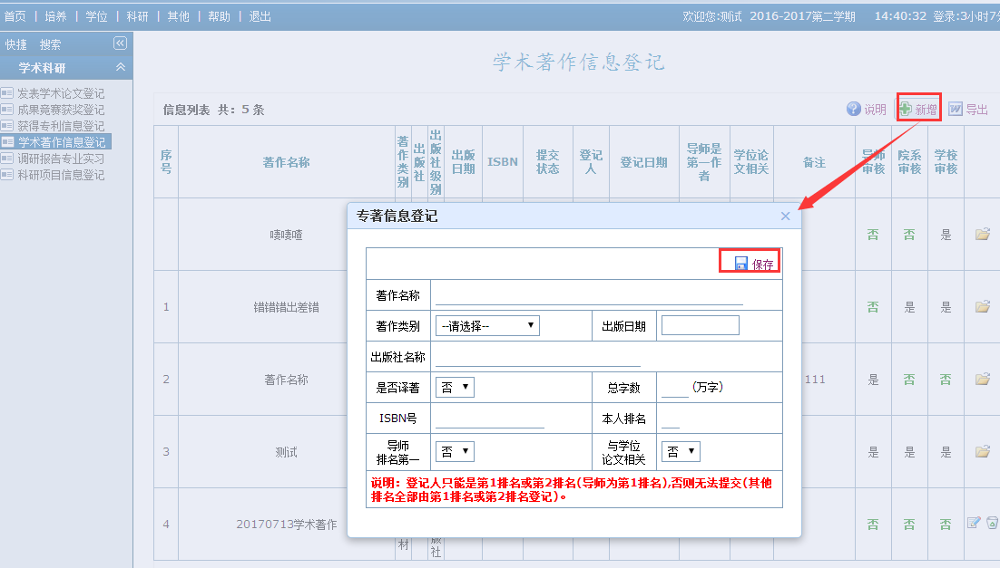 首页 | 培养 | 学位 | 科研 | 其他 | 帮助 | 退出
欢迎您:测试 2016-2017第二学期 14:40:32 登录:3小时7分
快捷 搜索
学术科研
发表学术论文登记
成果竞赛获奖登记
获得专利信息登记
学术著作信息登记
调研报告专业实习
科研项目信息登记
学术著作信息登记
信息列表 共: 5 条
说明 新增 导出
序号 著作名称 著作类别 出版社 出版社级别 出版日期 ISBN 提交状态 登记人 登记日期 导师是第一作者 学位论文相关 备注 导师审核 院系审核 学校审核
否 否 是
1 错错错出差错 否 是 是
2 著作名称 111 是 否 否
3 测试 是 是 是
4 20170713学术著作 材 版社 否 否 否
专著信息登记
保存
著作名称
著作类别 --请选择-- 出版日期
出版社名称
是否译著 否 总字数 (万字)
ISBN号 本人排名
导师排名第一 否 与学位论文相关 否
说明: 登记人只能是第1排名或第2排名(导师为第1排名),否则无法提交(其他
排名全部由第1排名或第2排名登记)。